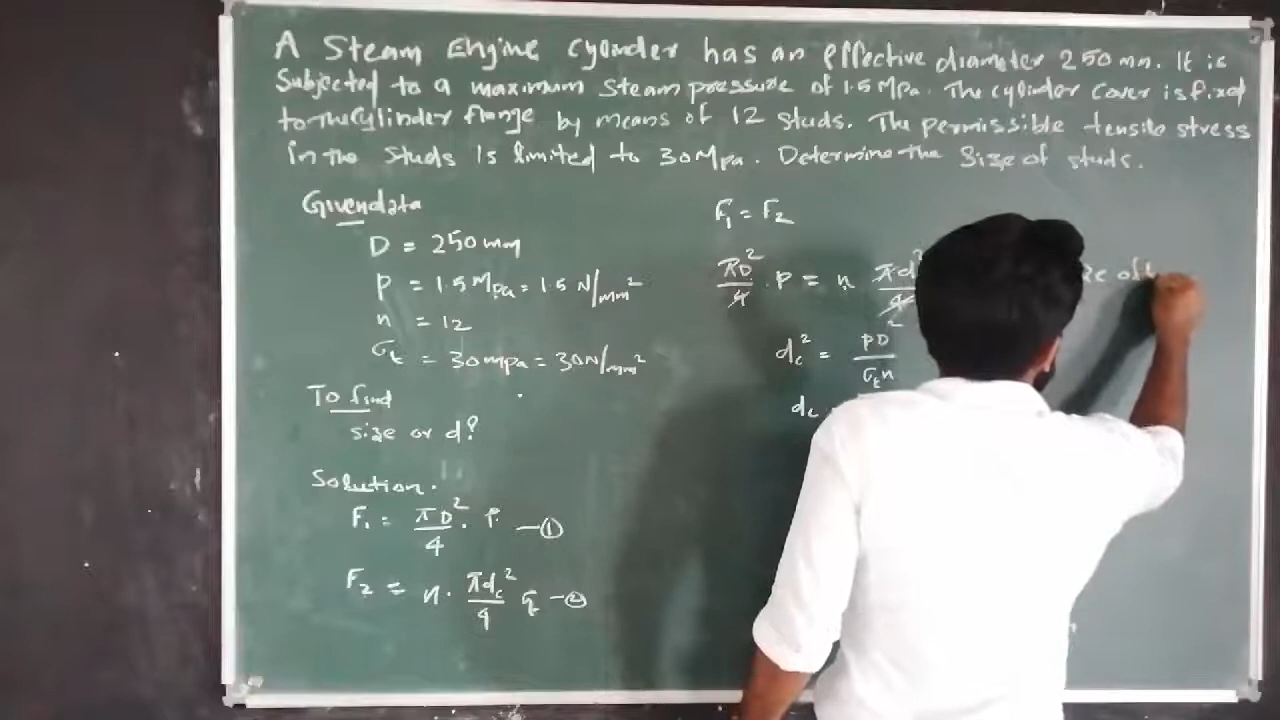 A Steam Engine cylinder has an effective diameter 250 mm. It is
Subjected to a maximum steam pressure of 1.5 MPa. The cylinder cover is fixed
to the cylinder flange by means of 12 studs. The permissible tensile stress
in the studs is limited to 30 Mpa. Determine the Size of studs.
Given data
D = 250 mm
P = 1.5 Mpa = 1.5 N/mm²
n = 12
σt = 30 mpa = 30 N/mm²
To find
size or d?
Solution.
F₁ = πD²/4 . P —①
F₂ = n. πdc²/4 σt —②
F₁ = F₂
πD²/4 . P = n πd
dc² = PD²/σt n
dc